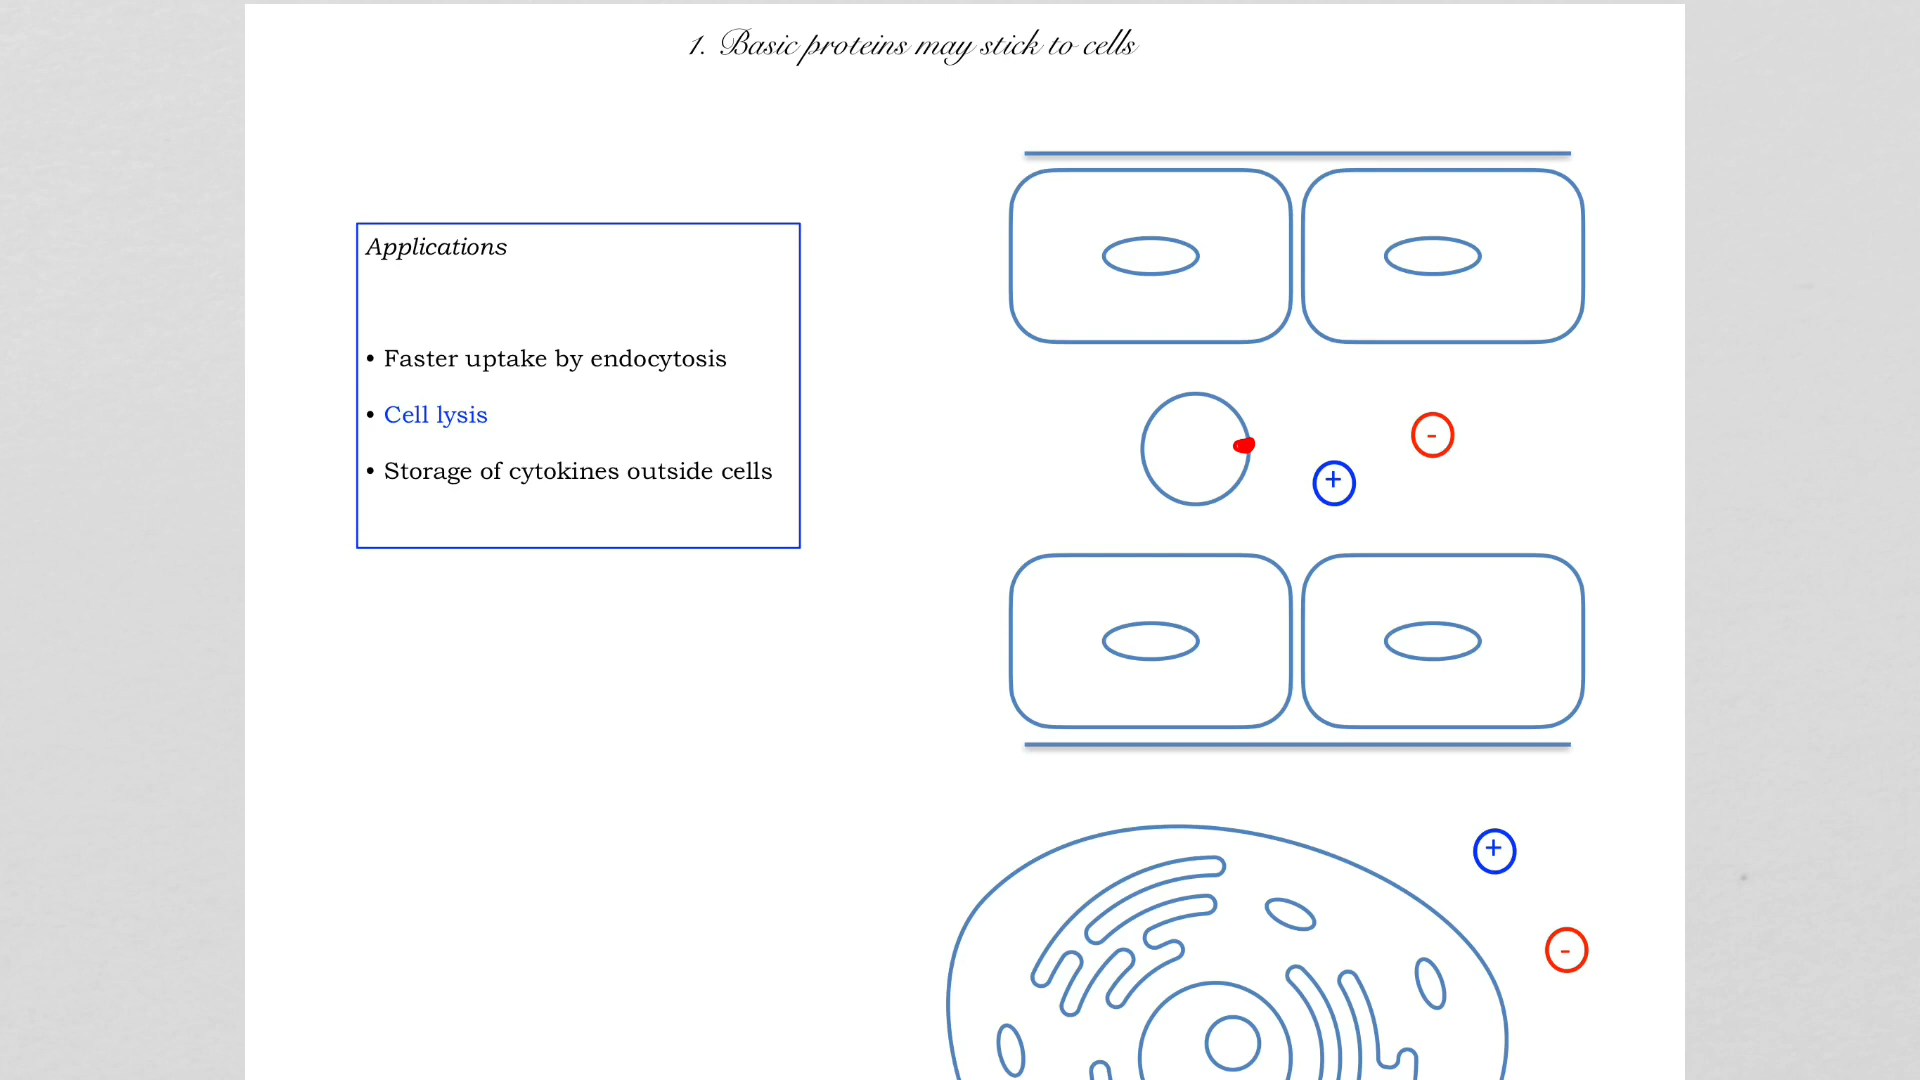 1. Basic proteins may stick to cells
Applications
• Faster uptake by endocytosis
• Cell lysis
• Storage of cytokines outside cells
-
+
+
-